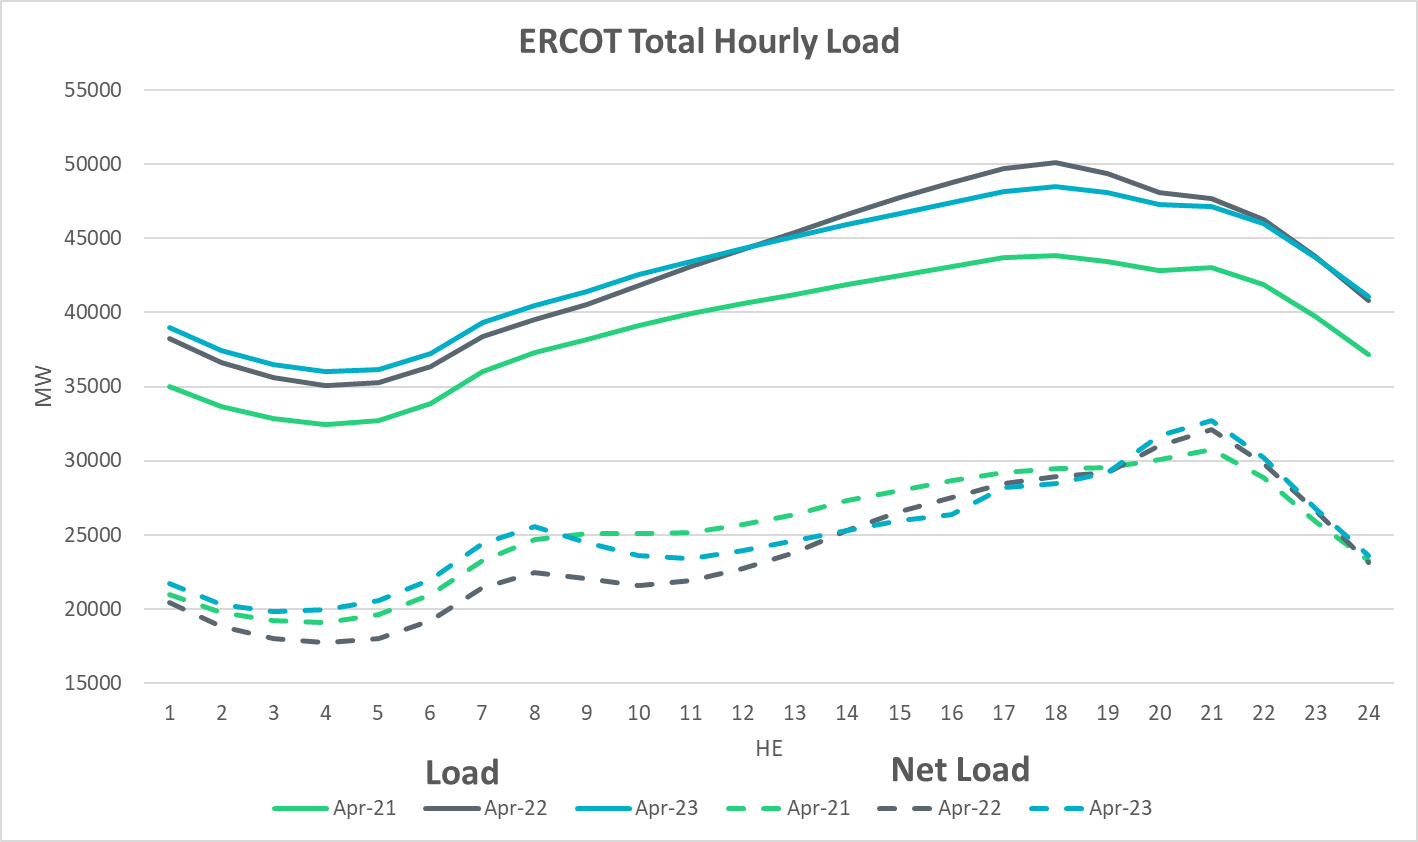 ERCOT Total Hourly Load
55000
50000
45000
40000
35000
30000
25000
20000
15000
MW
1 2 3 4 5 6 7 8 9 10 11 12 13 14 15 16 17 18 19 20 21 22 23 24
HE
Load Net Load
Apr-21 Apr-22 Apr-23 Apr-21 Apr-22 Apr-23